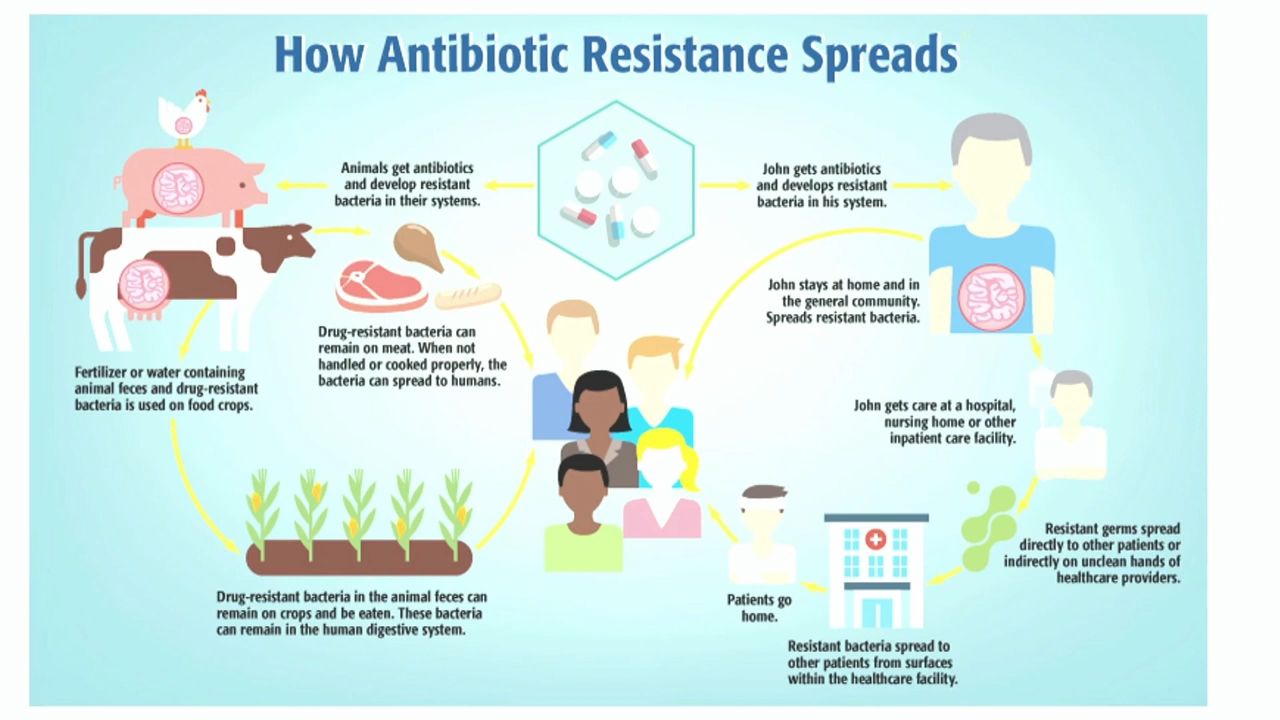 How Antibiotic Resistance Spreads
Animals get antibiotics
and develop resistant
bacteria in their systems.
John gets antibiotics
and develops resistant
bacteria in his system.
Drug-resistant bacteria can
remain on meat. When not
handled or cooked properly, the
bacteria can spread to humans.
John stays at home and in
the general community.
Spreads resistant bacteria.
Fertilizer or water containing
animal feces and drug-resistant
bacteria is used on food crops.
John gets care at a hospital,
nursing home or other
inpatient care facility.
Resistant germs spread
directly to other patients or
indirectly on unclean hands of
healthcare providers.
Drug-resistant bacteria in the animal feces can
remain on crops and be eaten. These bacteria
can remain in the human digestive system.
Patients go
home.
Resistant bacteria spread to
other patients from surfaces
within the healthcare facility.